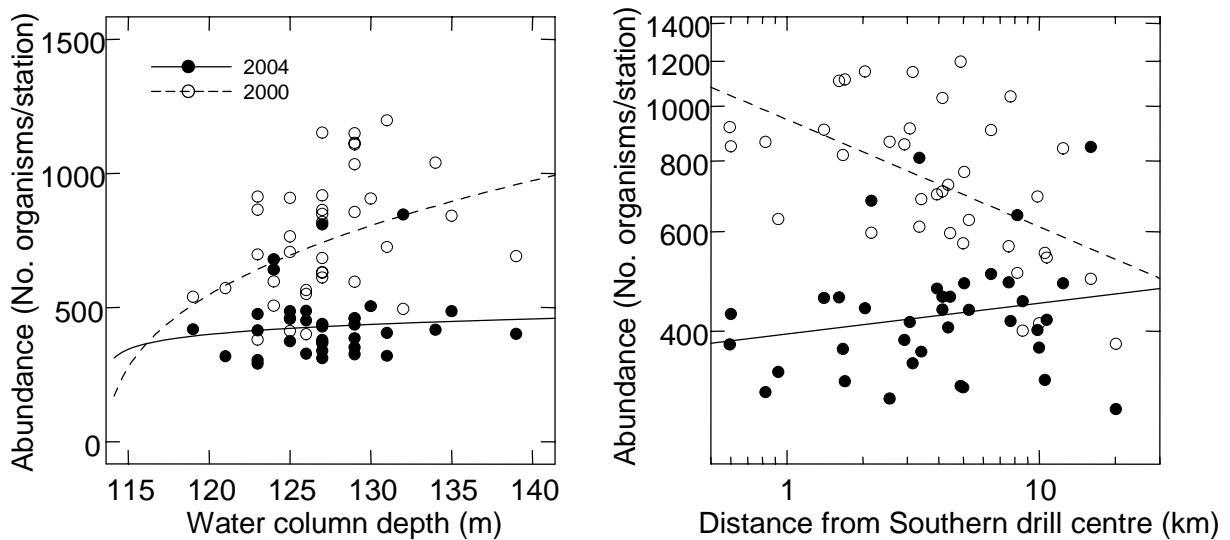 Abundance (No. organisms/station)
1500
1000
500
0
2004
2000
115 120 125 130 135 140
Water column depth (m)
Abundance (No. organisms/station)
1400
1200
1000
800
600
400
1 10
Distance from Southern drill centre (km)